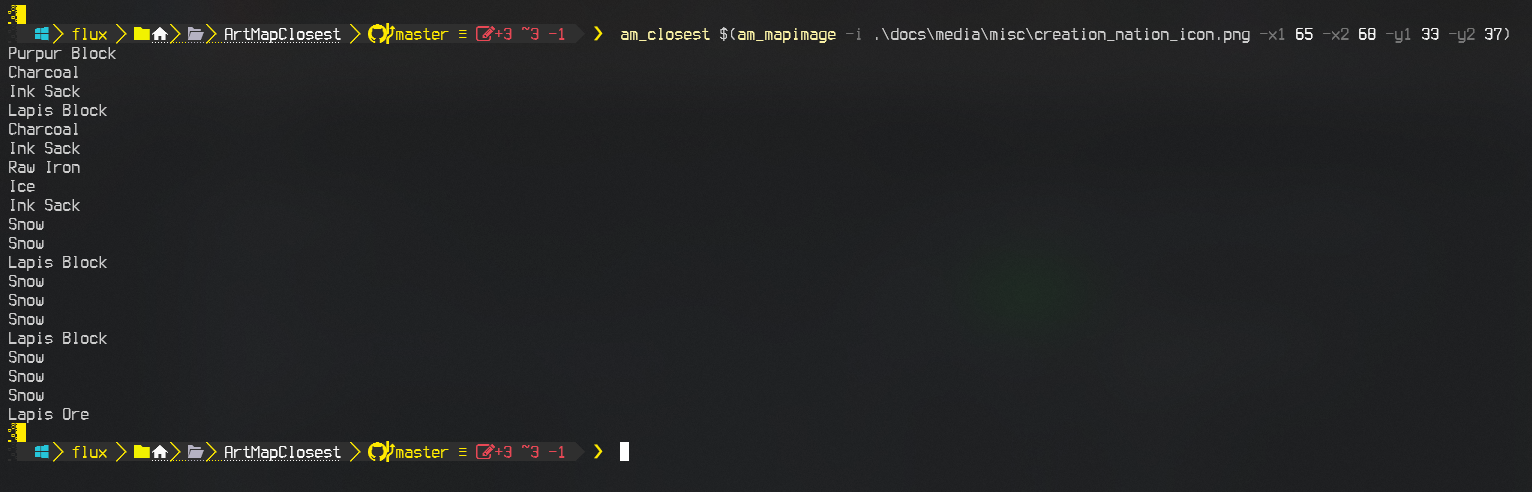 flux ArtMapClosest master ≡ +3 ~3 -1 ❯ am_closest $(am_mapimage -i .\docs\media\misc\creation_nation_icon.png -x1 65 -x2 68 -y1 33 -y2 37)
Purpur Block
Charcoal
Ink Sack
Lapis Block
Charcoal
Ink Sack
Raw Iron
Ice
Ink Sack
Snow
Snow
Lapis Block
Snow
Snow
Snow
Lapis Block
Snow
Snow
Snow
Lapis Ore
flux ArtMapClosest master ≡ +3 ~3 -1 ❯